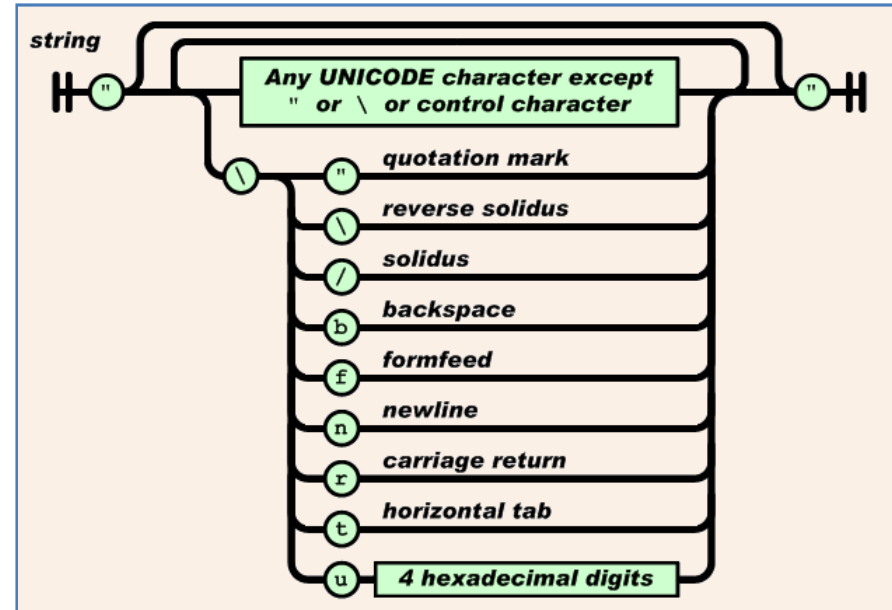 string
"
Any UNICODE character except
" or \ or control character
"
\
" quotation mark
\ reverse solidus
/ solidus
b backspace
f formfeed
n newline
r carriage return
t horizontal tab
u 4 hexadecimal digits